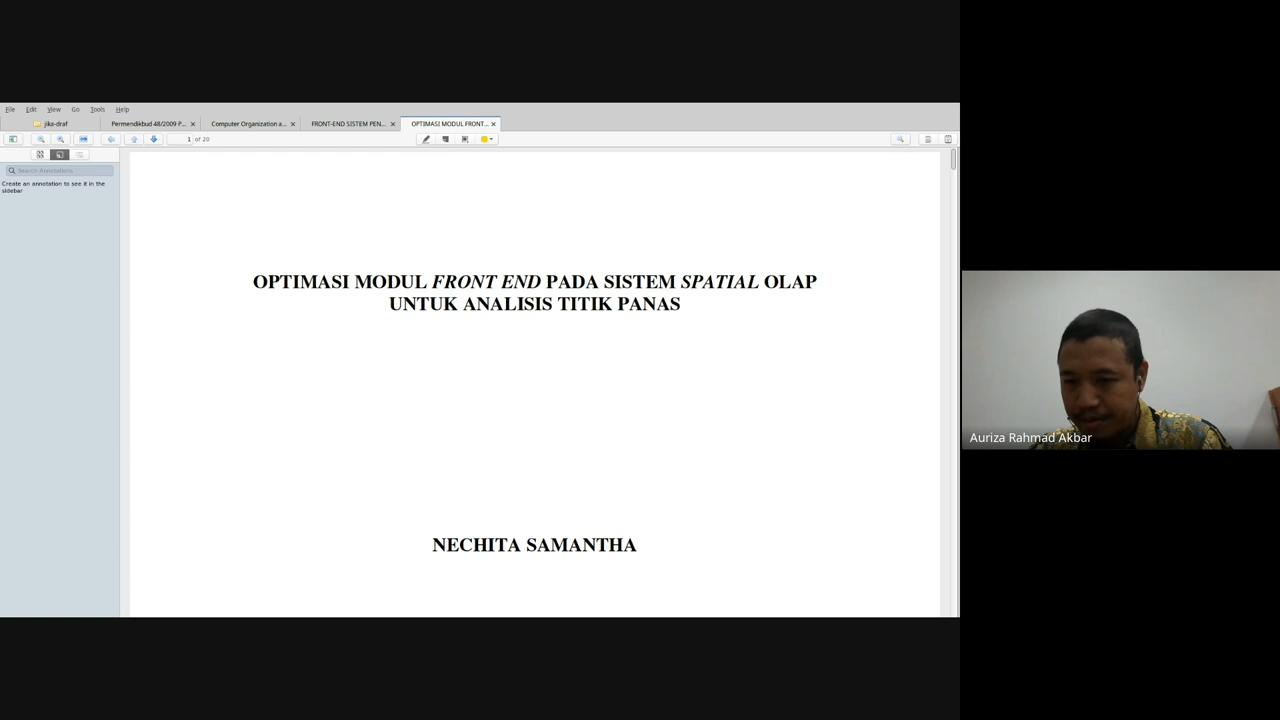 File Edit View Go Tools Help
jika-draf Permendikbud 48/2009 P... Computer Organization a... FRONT-END SISTEM PEN... OPTIMASI MODUL FRONT...
1 of 20
Search Annotations
Create an annotation to see it in the
sidebar
OPTIMASI MODUL FRONT END PADA SISTEM SPATIAL OLAP
UNTUK ANALISIS TITIK PANAS
NECHITA SAMANTHA
Auriza Rahmad Akbar